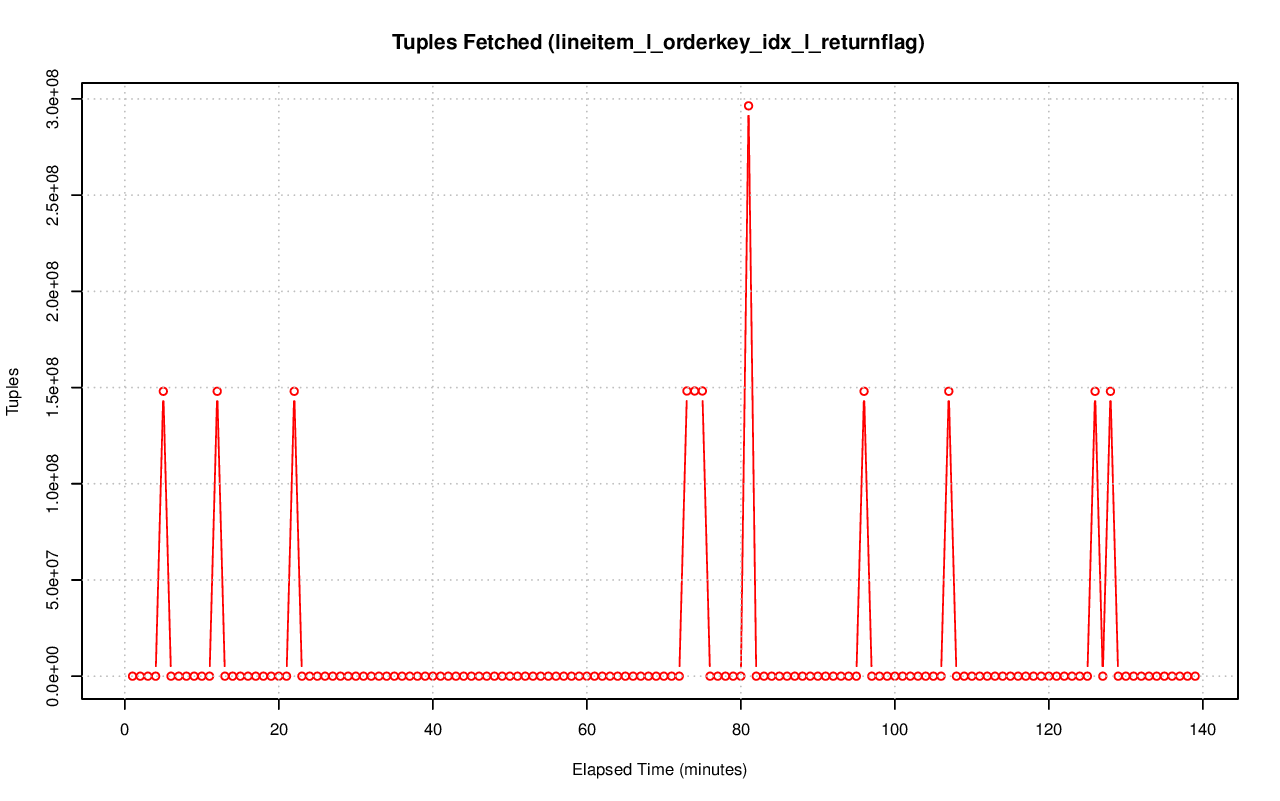 Tuples Fetched (lineitem_l_orderkey_idx_l_returnflag)
3.0e+08
2.5e+08
2.0e+08
1.5e+08
1.0e+08
5.0e+07
0.0e+00
Tuples
0 20 40 60 80 100 120 140
Elapsed Time (minutes)